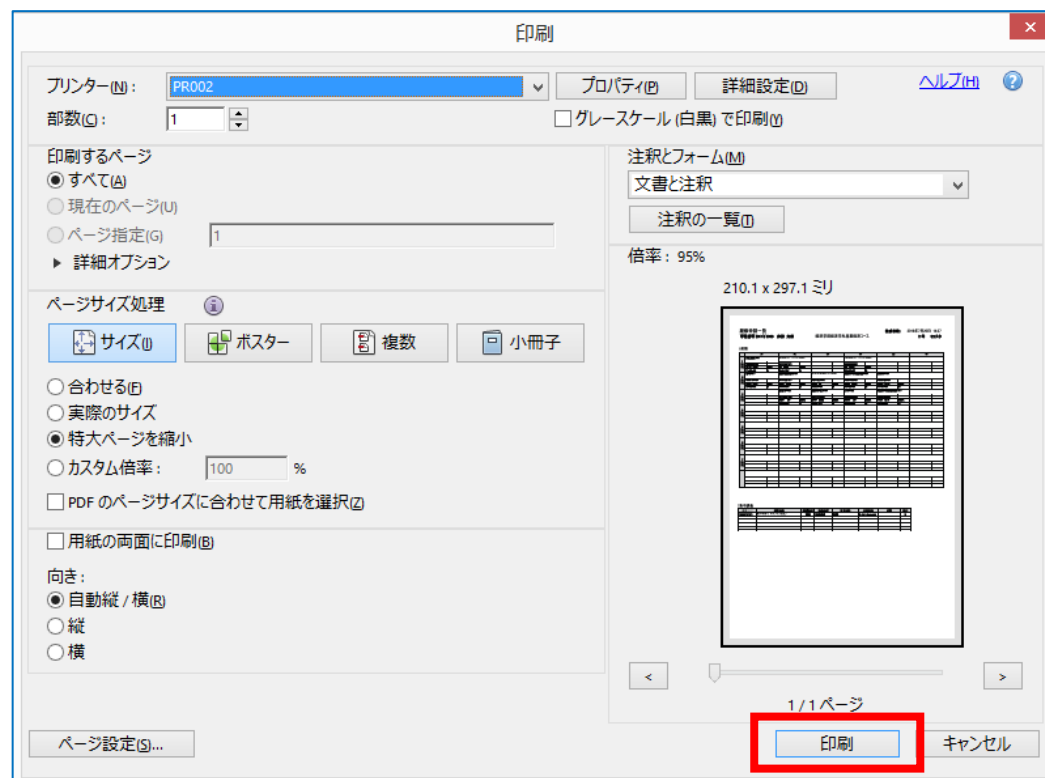 印刷
プリンター(N): PR002 プロパティ(P) 詳細設定(D) ヘルプ(H)
部数(C): 1 グレースケール (白黒) で印刷(Y)
印刷するページ
すべて(A)
現在のページ(U)
ページ指定(G) 1
詳細オプション
注釈とフォーム(M)
文書と注釈
注釈の一覧(T)
倍率: 95%
210.1 x 297.1 ミリ
ページサイズ処理
サイズ(I) ポスター 複数 小冊子
合わせる(F)
実際のサイズ
特大ページを縮小
カスタム倍率: 100 %
PDF のページサイズに合わせて用紙を選択(Z)
用紙の両面に印刷(B)
向き:
自動縦 / 横(R)
縦
横
< >
1 / 1 ページ
ページ設定(S)... 印刷 キャンセル